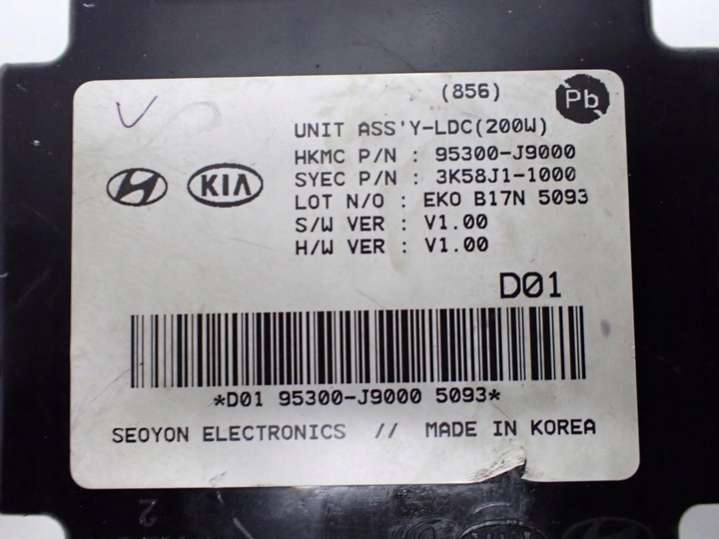 (856)
Pb
UNIT ASS'Y-LDC(200W)
HKMC P/N : 95300-J9000
KIA
SYEC P/N : 3K58J1-1000
LOT N/O : EKO B17N 5093
S/W VER : V1.00
H/W VER : V1.00
D01
*D01 95300-J9000 5093*
SEOYON ELECTRONICS // MADE IN KOREA
2